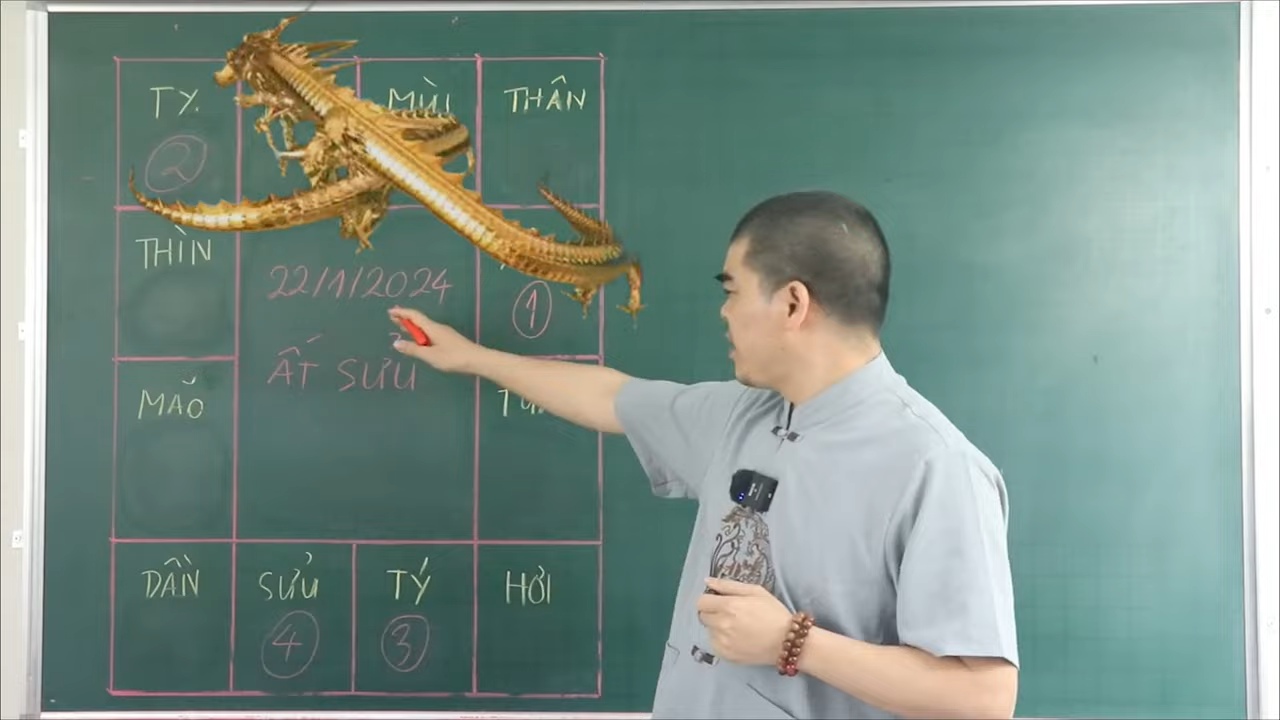 TỴ
MÙI
THÂN
2
THÌN
22/1/2024
1
ẤT SỬU
MÃO
DẦN
SỬU
TÝ
HỢI
4
3